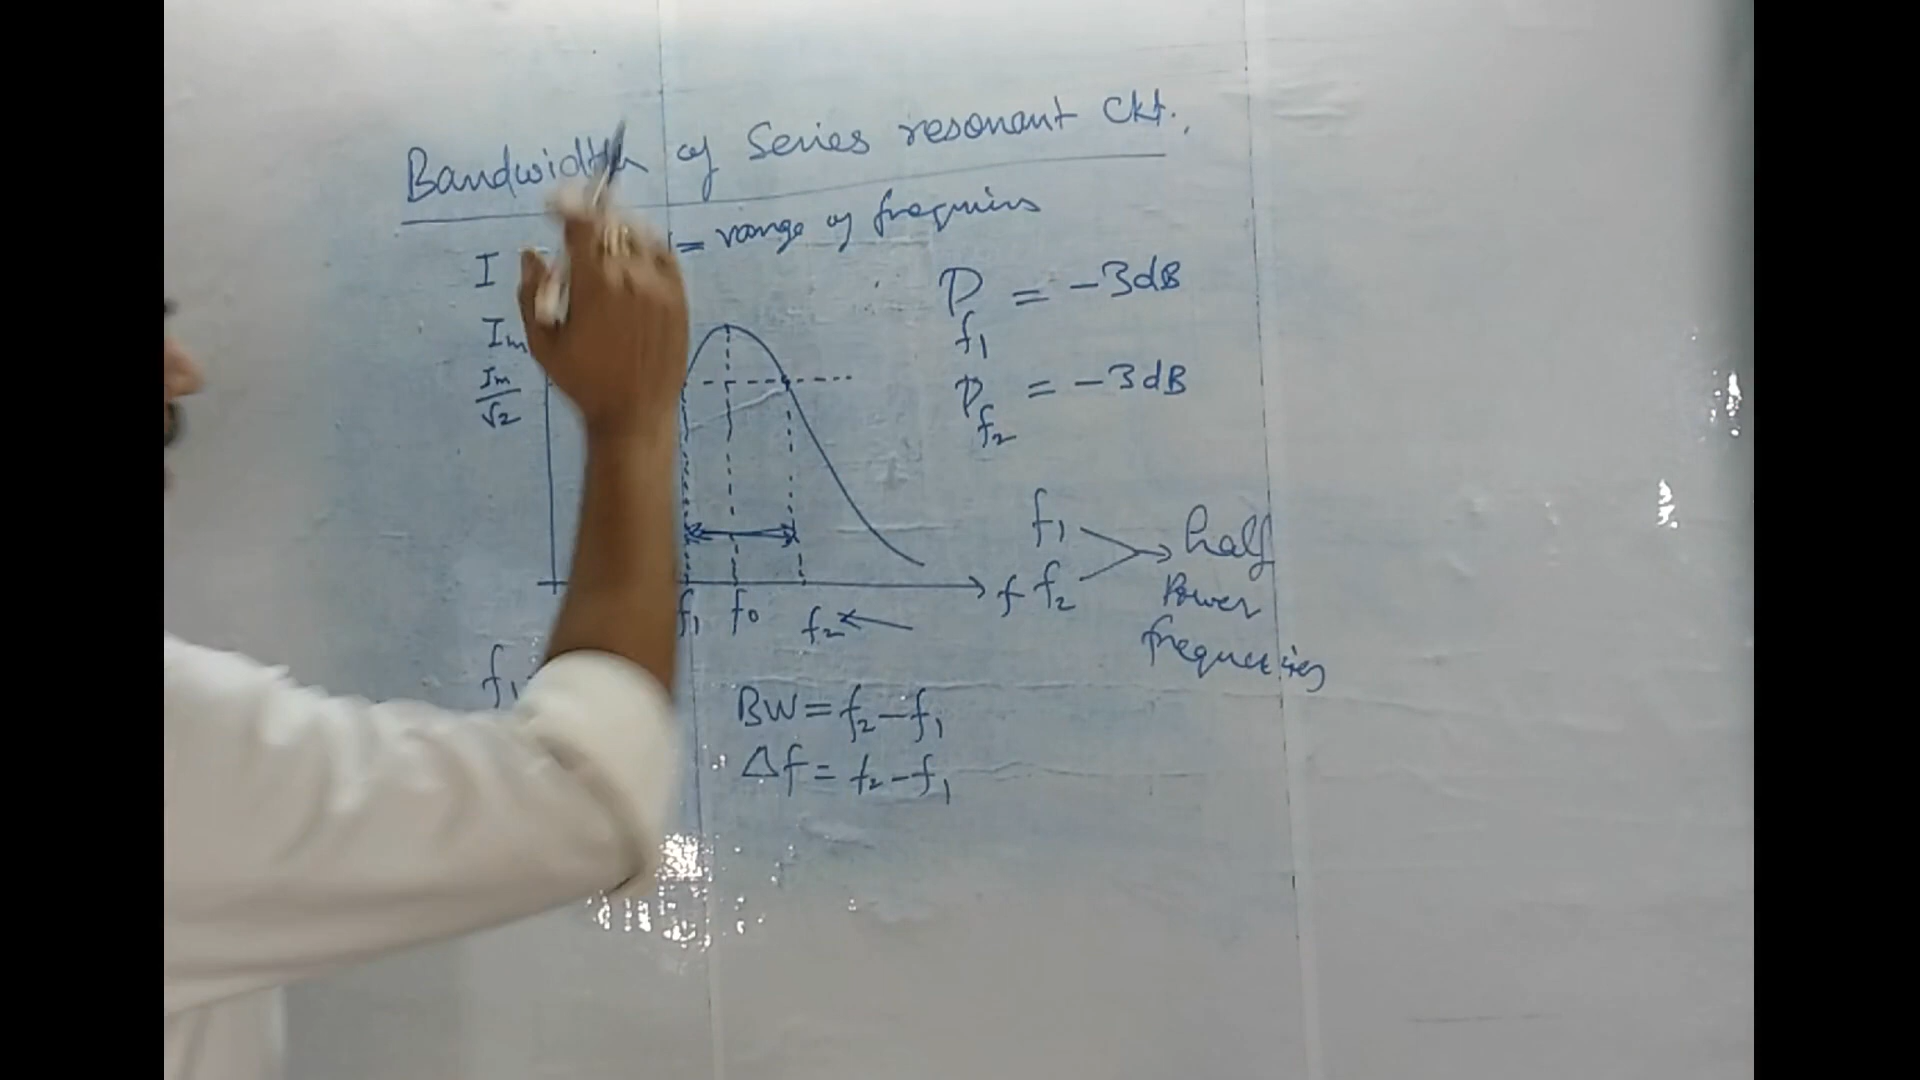 Bandwidth of Series resonant Ckt.
= range of
I
Im
Im/√2
P f1 = -3dB
P f2 = -3dB
f1 f0 f2 f
f1
f2
half
Power
frequencies
f1
BW = f2-f1
Δf = f2-f1